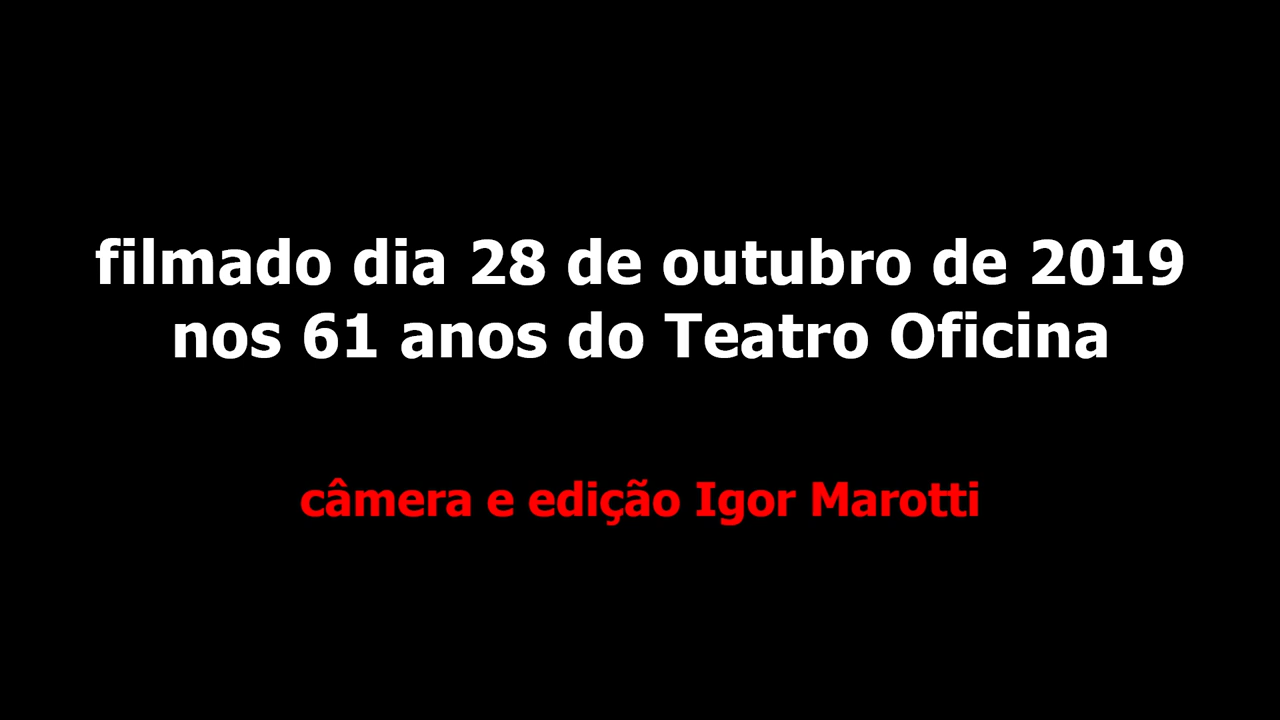 filmado dia 28 de outubro de 2019
nos 61 anos do Teatro Oficina
câmera e edição Igor Marotti